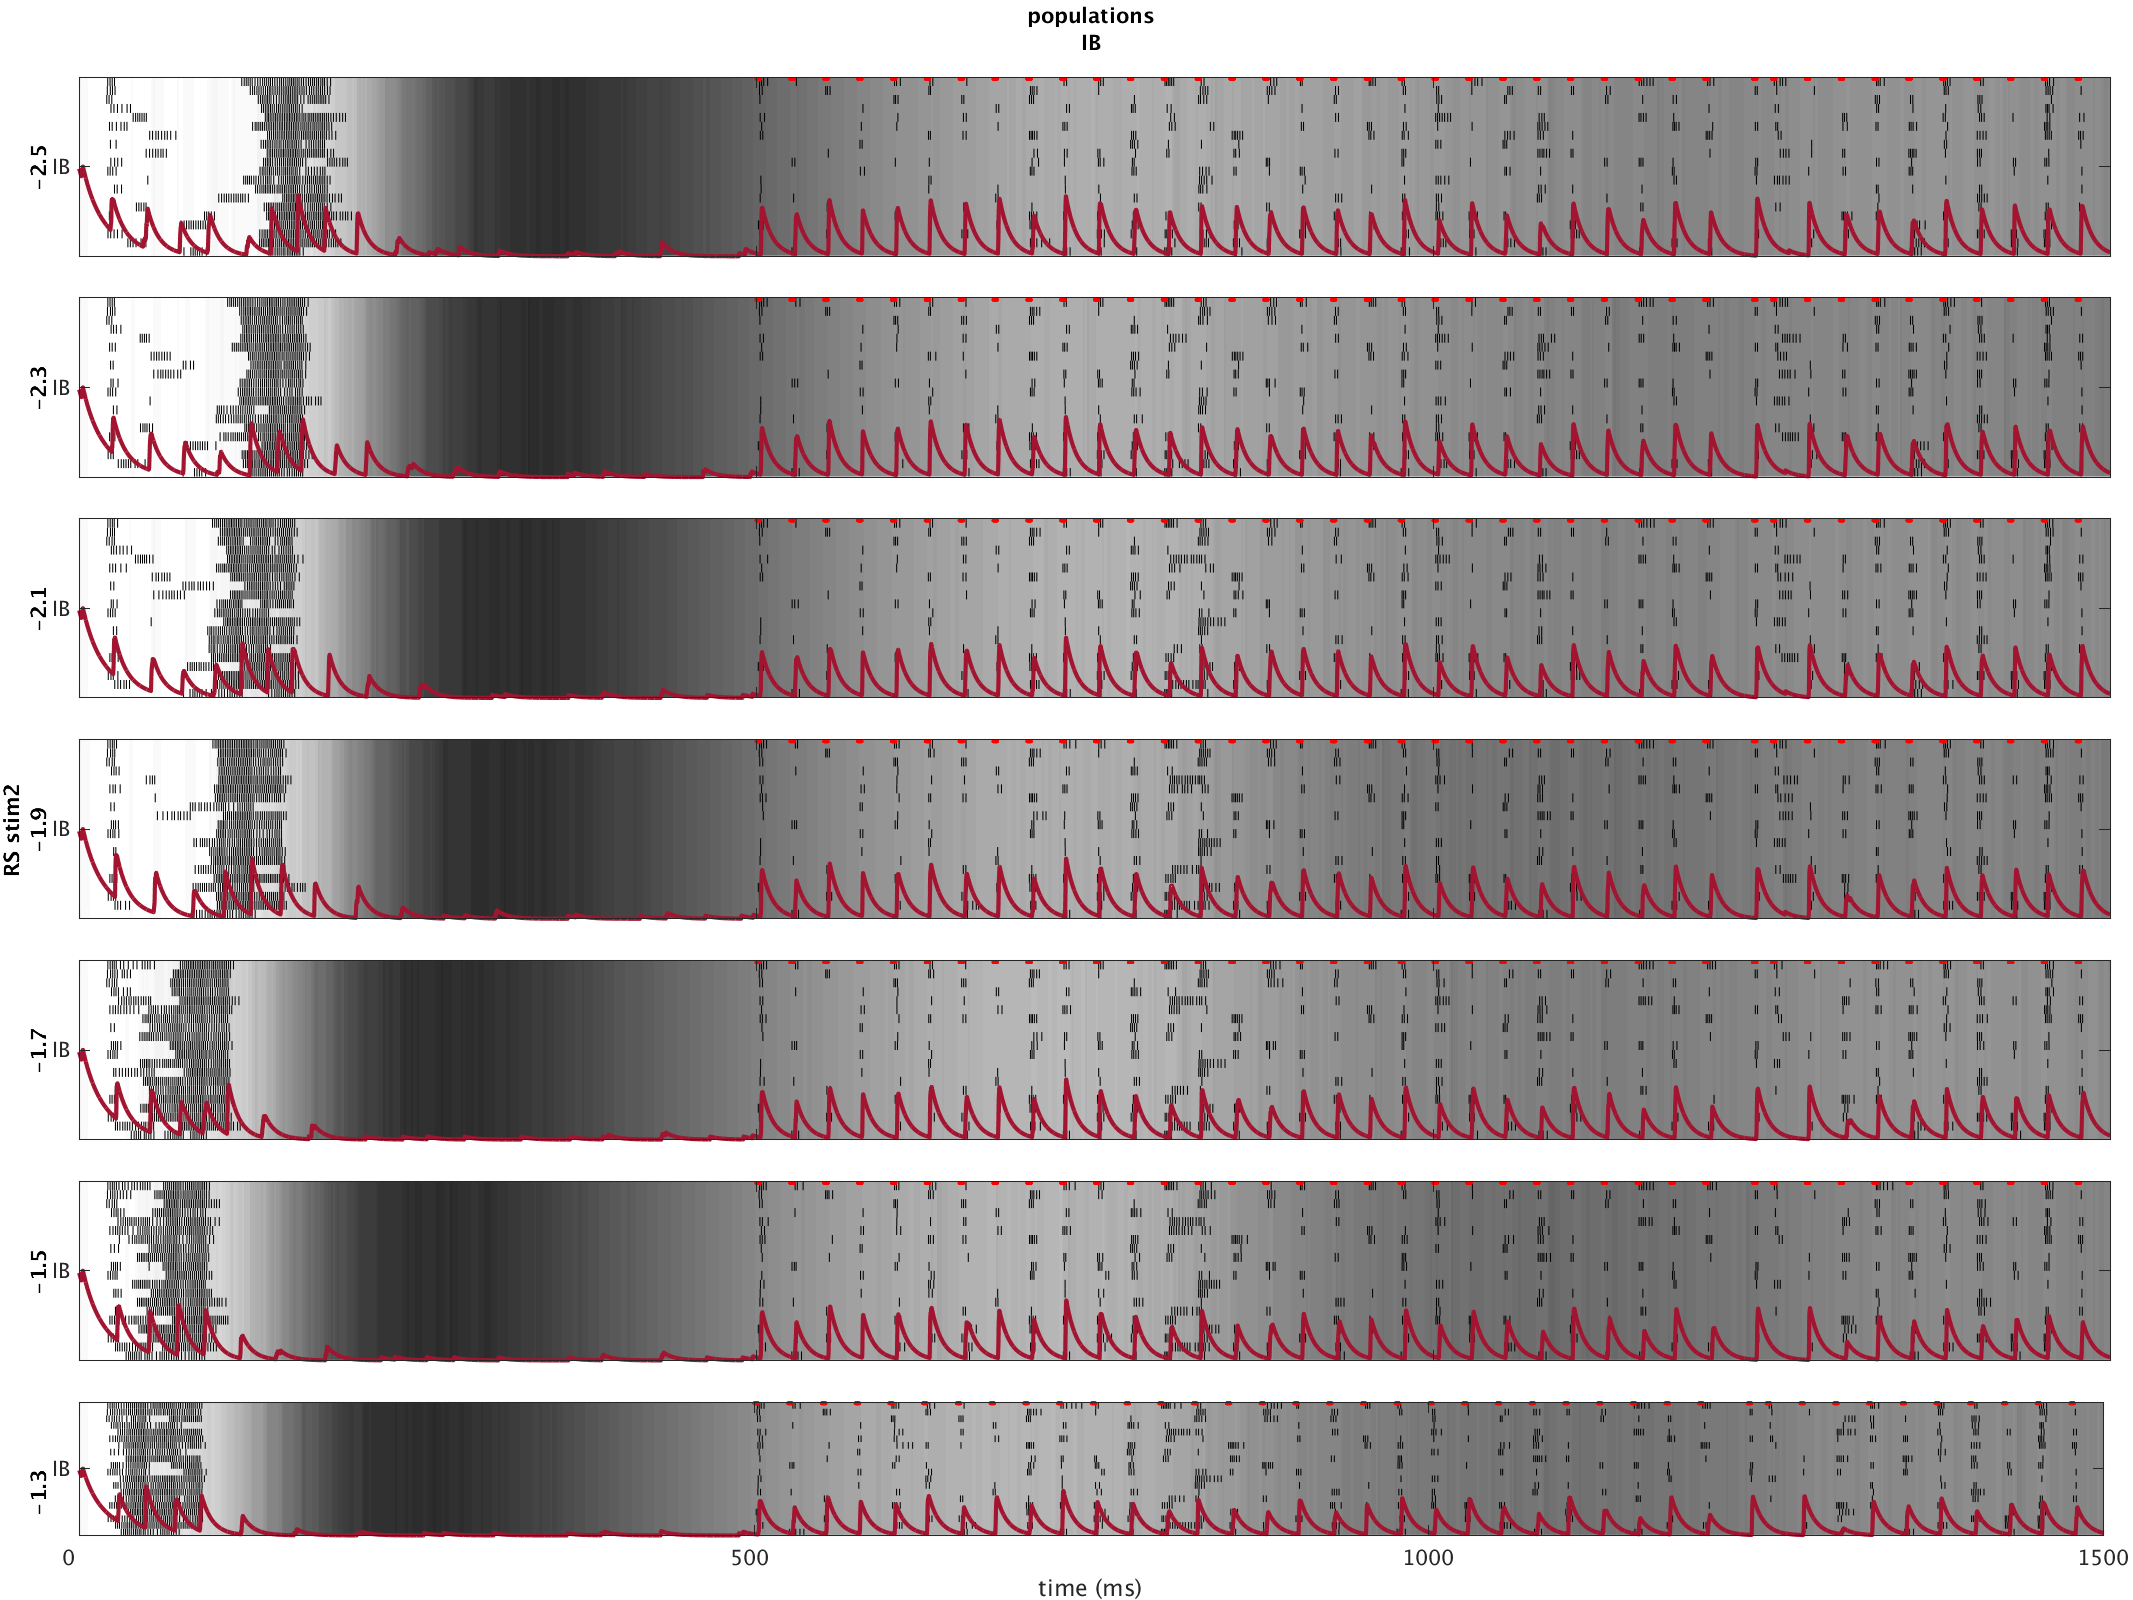 populations
IB
RS stim2
-2.5
IB
-2.3
IB
-2.1
IB
-1.9
IB
-1.7
IB
-1.5
IB
-1.3
IB
0
500
1000
1500
time (ms)